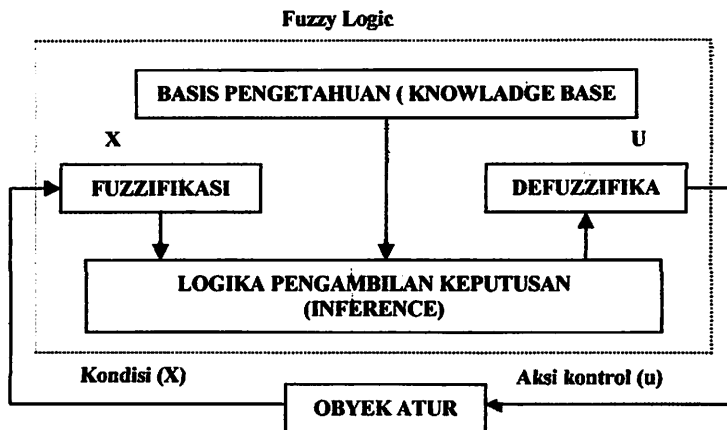 Fuzzy Logic
BASIS PENGETAHUAN ( KNOWLADGE BASE
X
U
FUZZIFIKASI
DEFUZZIFIKA
LOGIKA PENGAMBILAN KEPUTUSAN
(INFERENCE)
Kondisi (X)
Aksi kontrol (u)
OBYEK ATUR